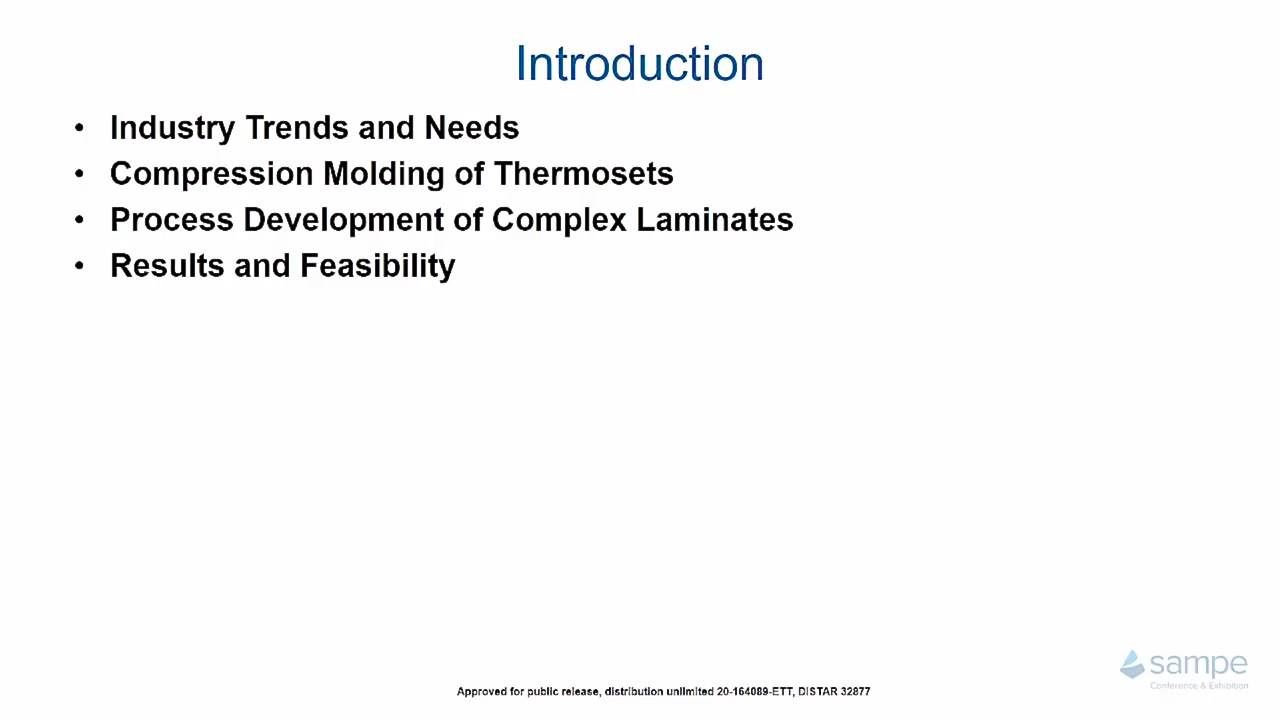 Introduction
• Industry Trends and Needs
• Compression Molding of Thermosets
• Process Development of Complex Laminates
• Results and Feasibility
sampe
Conference & Exhibition
Approved for public release, distribution unlimited 20-164089-ETT, DISTAR 32877